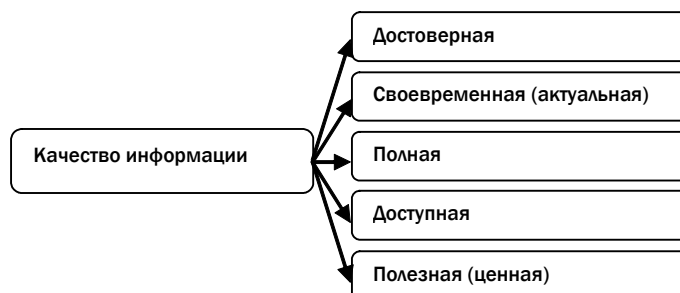 Достоверная
Своевременная (актуальная)
Качество информации
Полная
Доступная
Полезная (ценная)